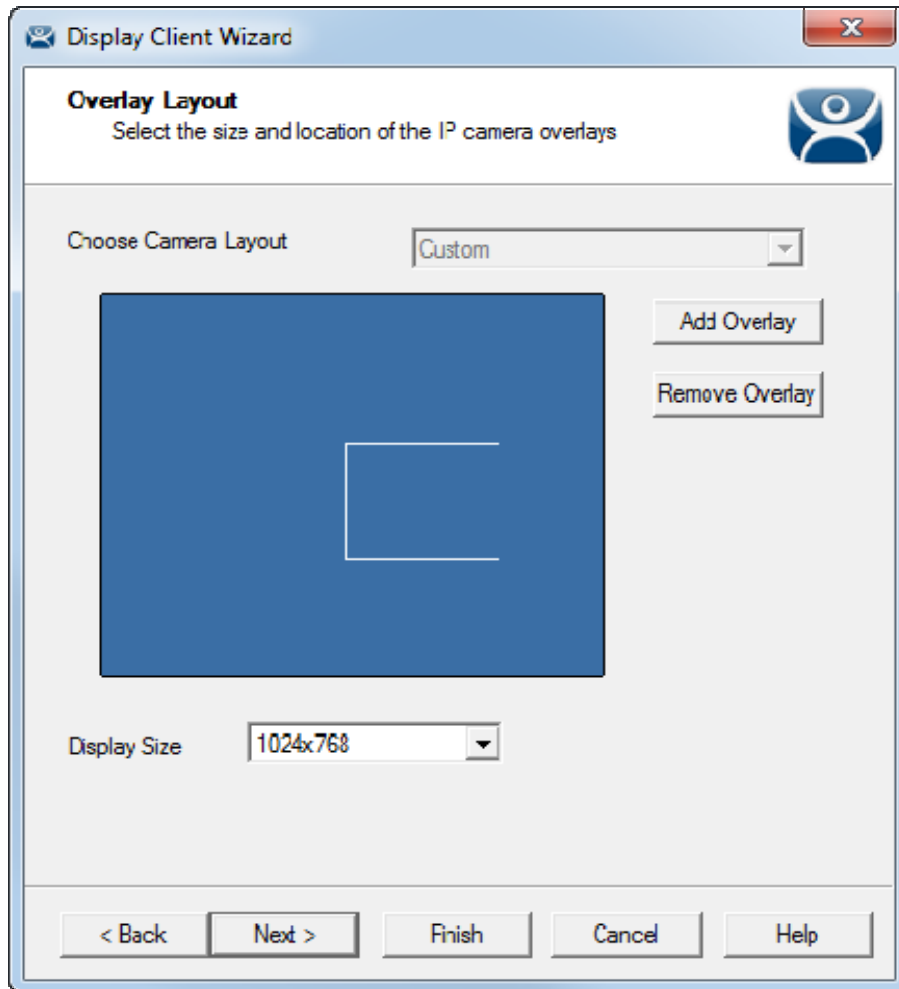 Display Client Wizard
Overlay Layout
Select the size and location of the IP camera overlays
Choose Camera Layout
Custom
Add Overlay
Remove Overlay
Display Size
1024x768
< Back
Next >
Finish
Cancel
Help